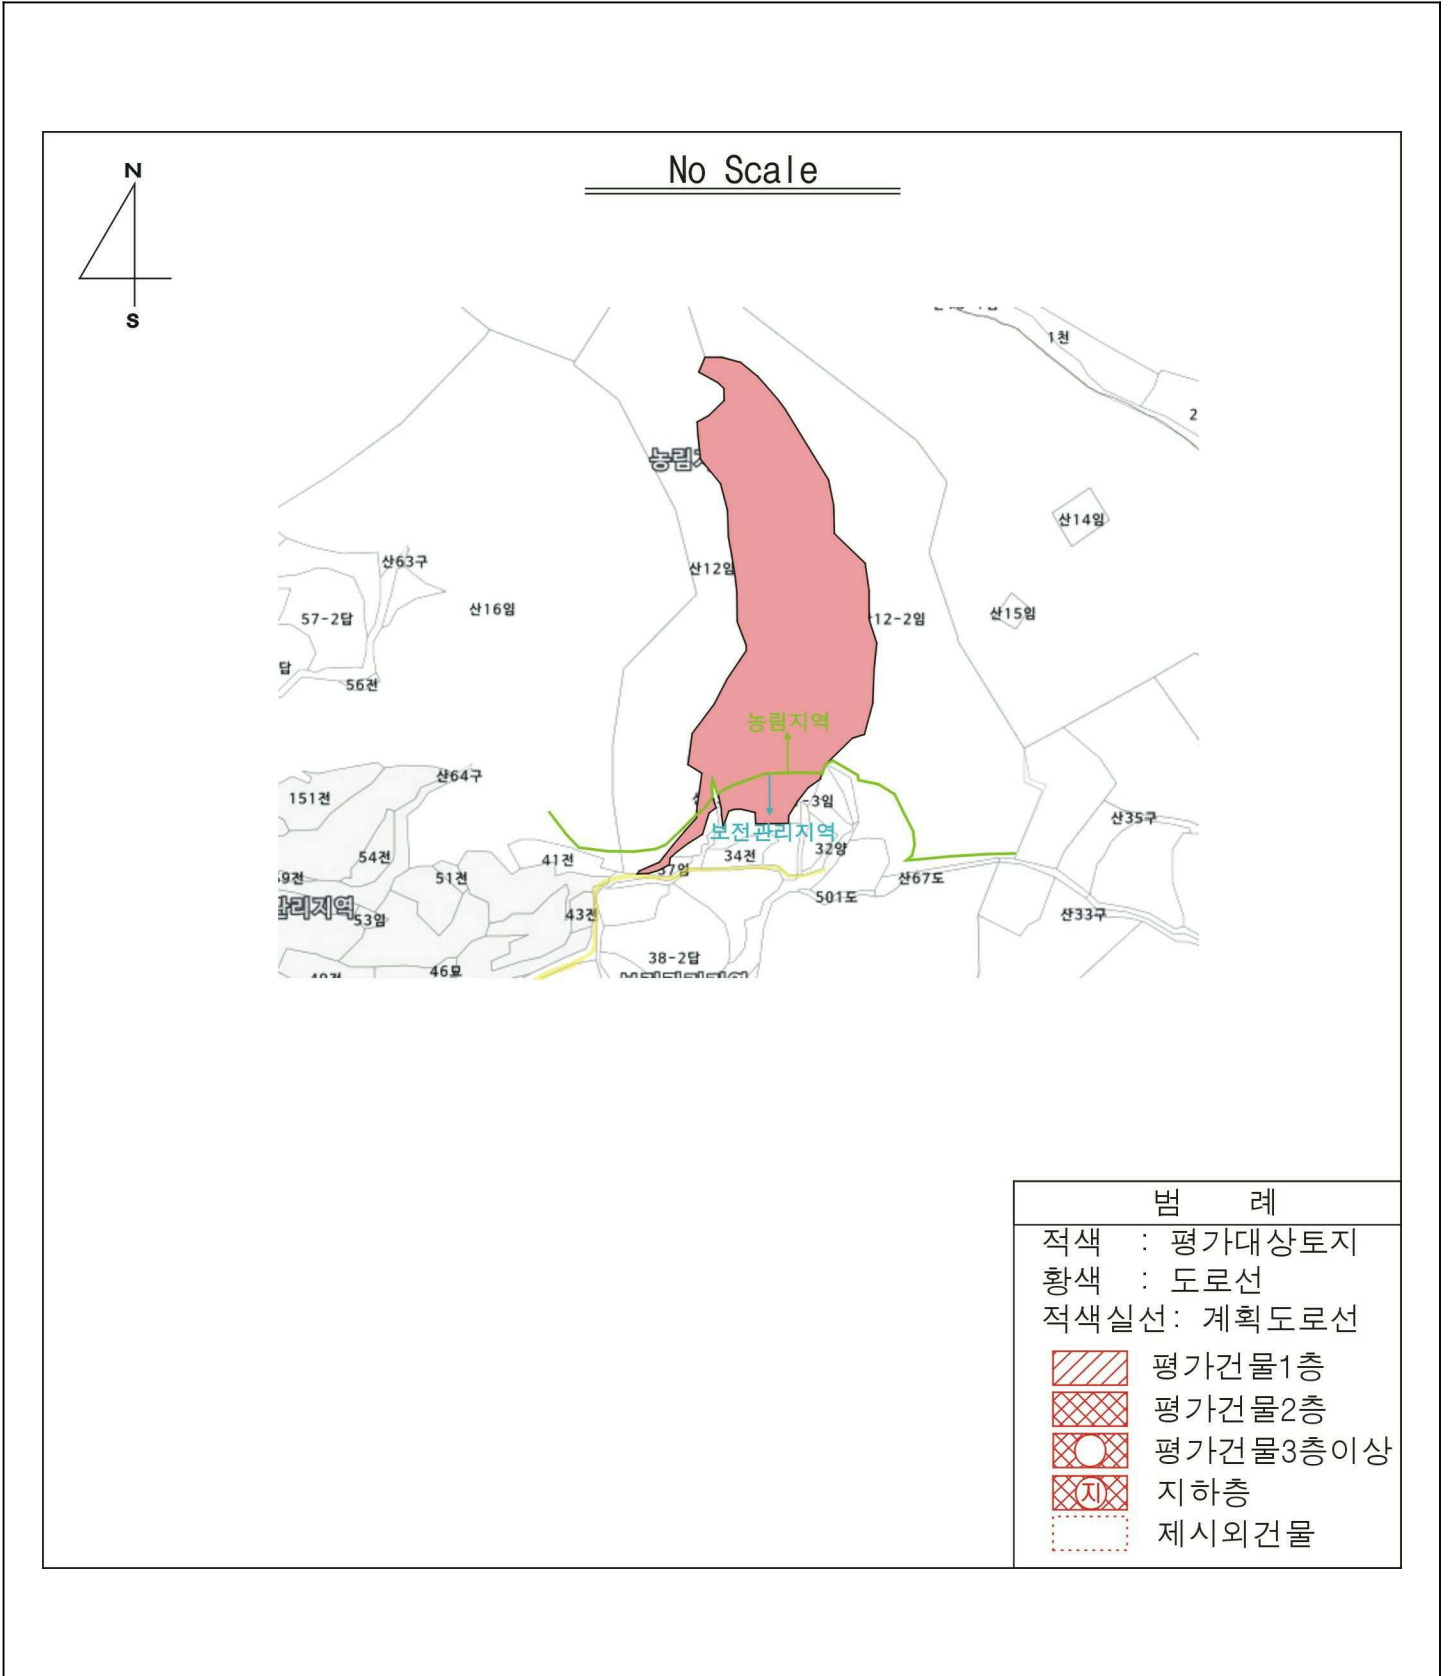 No Scale
N
S
1천
2
산14임
산12임
산63구
산16임
57-2답
12-2임
산15임
답
56전
농림지역
산64구
151전
-3임
산35구
보전관리지역
54전
41전
34전
32양
9전
51전
37임
산67도
관리지역
53임
43전
501도
산33구
38-2답
46묘
범 례
적색 : 평가대상토지
황색 : 도로선
적색실선: 계획도로선
평가건물1층
평가건물2층
평가건물3층이상
지
지하층
제시외건물